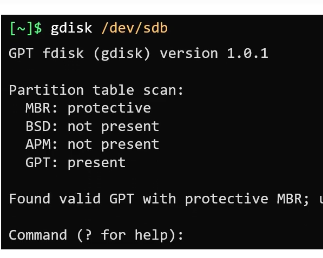 [~]$ gdisk /dev/sdb
GPT fdisk (gdisk) version 1.0.1
Partition table scan:
MBR: protective
BSD: not present
APM: not present
GPT: present
Found valid GPT with protective MBR;
Command (? for help):